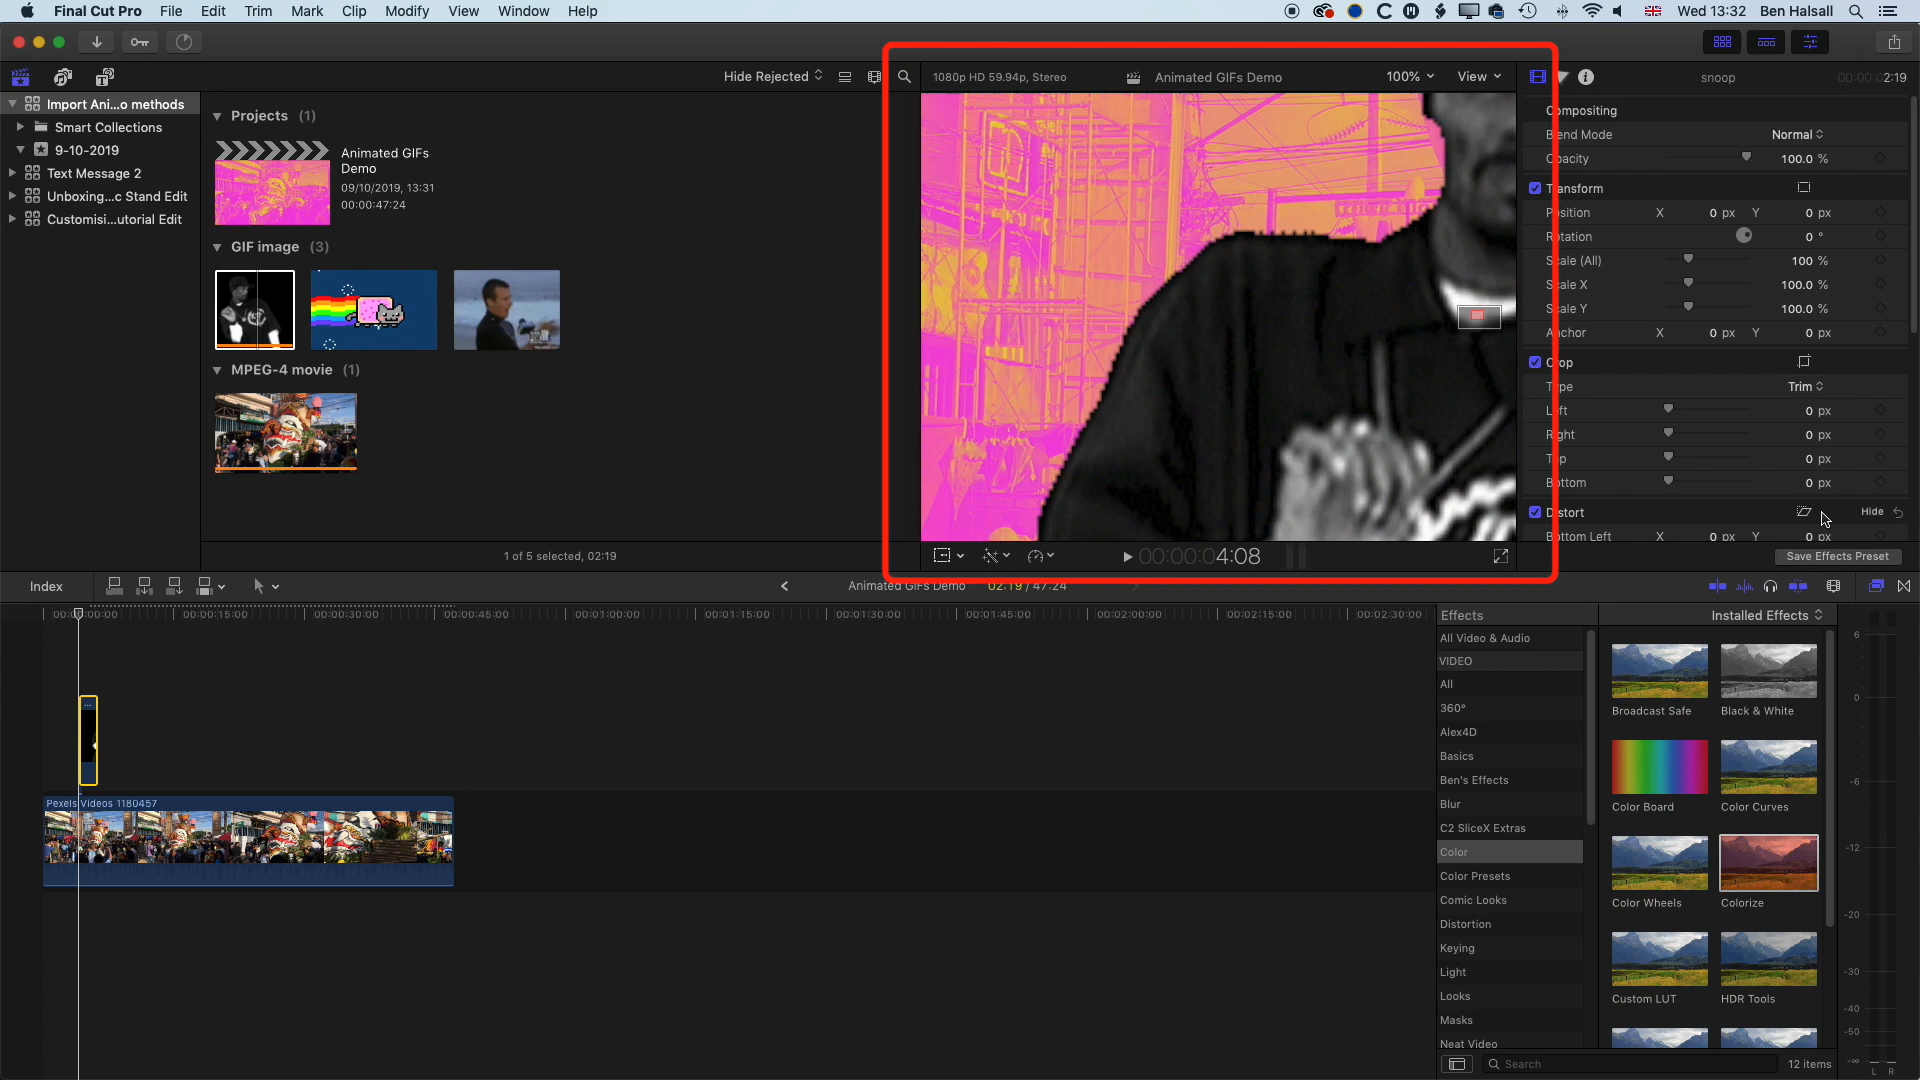 Final Cut Pro File Edit Trim Mark Clip Modify View Window Help Wed 13:32 Ben Halsall
Hide Rejected
1080p HD 59.94p, Stereo Animated GIFs Demo 100% View
snoop 00:00:02:19
Import Ani...o methods
Smart Collections
9-10-2019
Text Message 2
Unboxing...c Stand Edit
Customisi...utorial Edit
Projects (1)
Animated GIFs
Demo
09/10/2019, 13:31
00:00:47:24
GIF image (3)
MPEG-4 movie (1)
1 of 5 selected, 02:19
00:00:04:08
Compositing
Blend Mode Normal
Opacity 100.0 %
Transform
Position X 0 px Y 0 px
Rotation 0 °
Scale (All) 100 %
Scale X 100.0 %
Scale Y 100.0 %
Anchor X 0 px Y 0 px
Crop
Type Trim
Left 0 px
Right 0 px
Top 0 px
Bottom 0 px
Distort Hide
Bottom Left X 0 px Y 0 px
Save Effects Preset
Index Animated GIFs Demo 02:19 / 47:24
00:00:00:00 00:00:15:00 00:00:30:00 00:00:45:00 00:01:00:00 00:01:15:00 00:01:30:00 00:01:45:00 00:02:00:00 00:02:15:00 00:02:30:00
Pexels Videos 1180457
Effects Installed Effects
All Video & Audio
VIDEO
All
360°
Alex4D
Basics
Ben's Effects
Blur
C2 SliceX Extras
Color
Color Presets
Comic Looks
Distortion
Keying
Light
Looks
Masks
Neat Video
Broadcast Safe Black & White
Color Board Color Curves
Color Wheels Colorize
Custom LUT HDR Tools
Search 12 items
6
0
-6
-12
-20
-30
-40
-50
-∞
L R